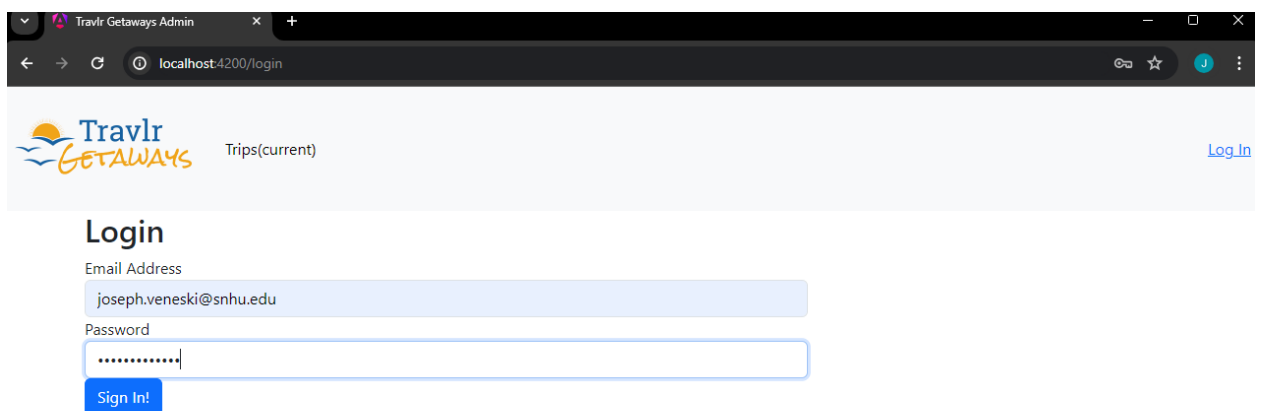 Travlr Getaways Admin
localhost:4200/login
J
Travlr
GETAWAYS
Trips(current)
Log In
Login
Email Address
joseph.veneski@snhu.edu
Password
•••••••••••••
Sign In!